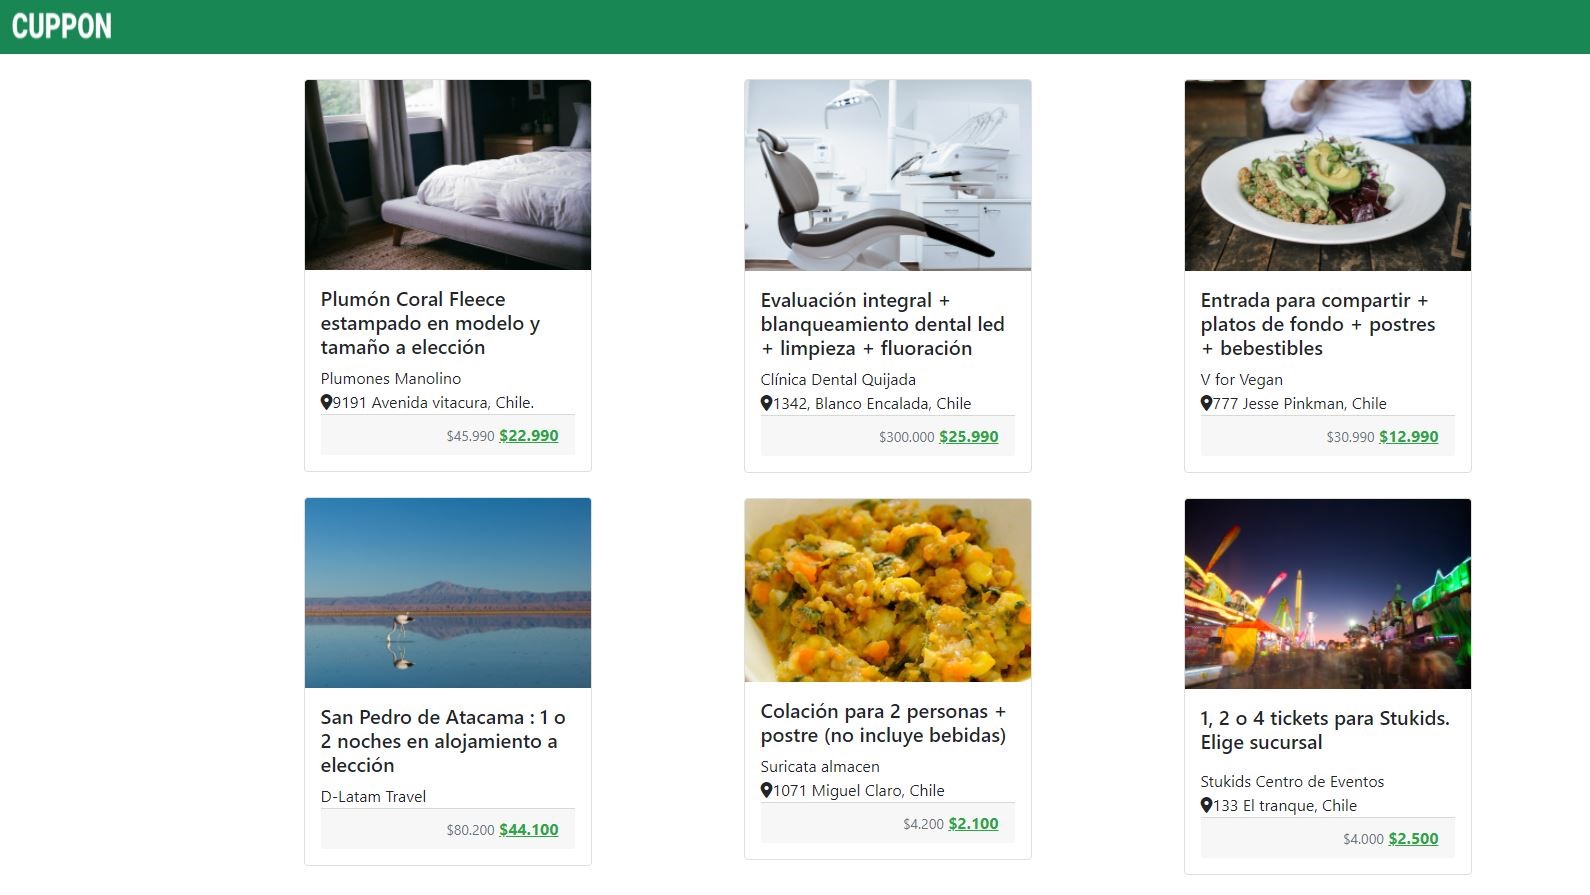 CUPPON
Plumón Coral Fleece
estampado en modelo y
tamaño a elección
Plumones Manolino
9191 Avenida vitacura, Chile.
$45.990 $22.990
Evaluación integral +
blanqueamiento dental led
+ limpieza + fluoración
Clínica Dental Quijada
1342, Blanco Encalada, Chile
$300.000 $25.990
Entrada para compartir +
platos de fondo + postres
+ bebestibles
V for Vegan
777 Jesse Pinkman, Chile
$30.990 $12.990
San Pedro de Atacama : 1 o
2 noches en alojamiento a
elección
D-Latam Travel
$80.200 $44.100
Colación para 2 personas +
postre (no incluye bebidas)
Suricata almacen
1071 Miguel Claro, Chile
$4.200 $2.100
1, 2 o 4 tickets para Stukids.
Elige sucursal
Stukids Centro de Eventos
133 El tranque, Chile
$4.000 $2.500